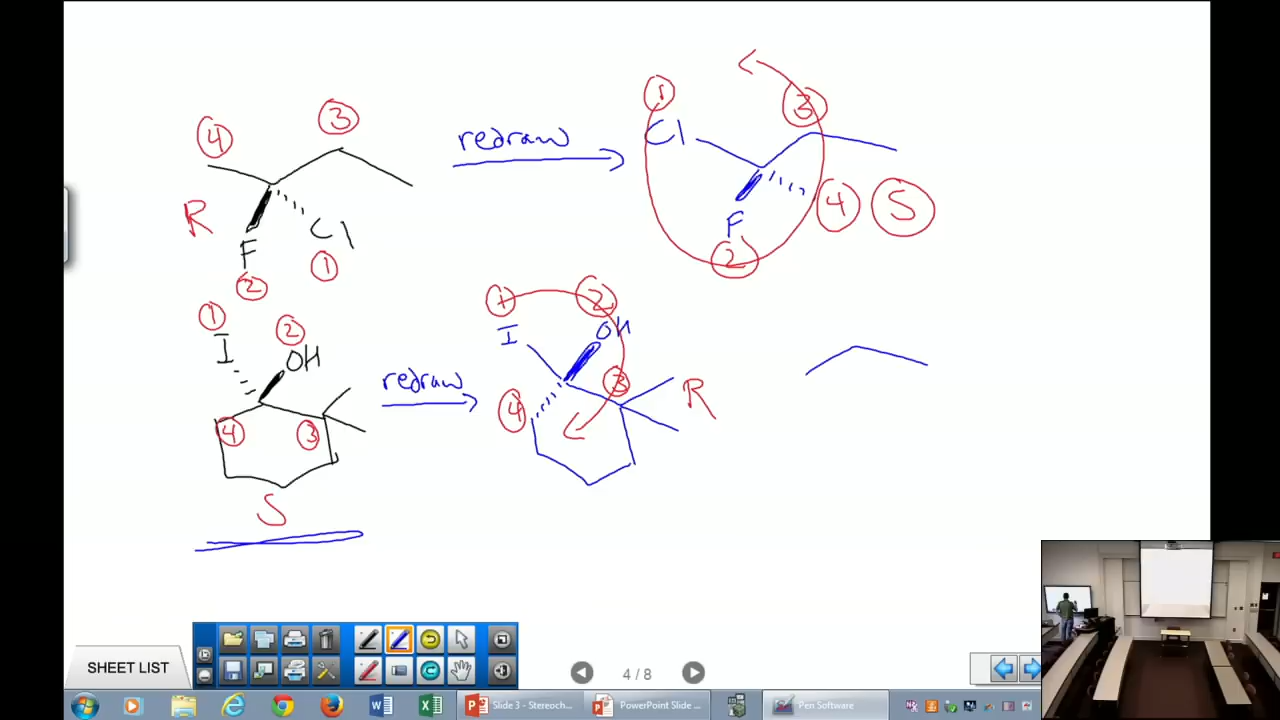 ④ ③
redraw
R
F Cl
② ①
① Cl
③
F
②
④ S
① I
② OH
④ ③
S
redraw
① I
② OH
④ ③
R
SHEET LIST
4 / 8
Slide 3 - Stereoch...
PowerPoint Slide ...
Pen Software